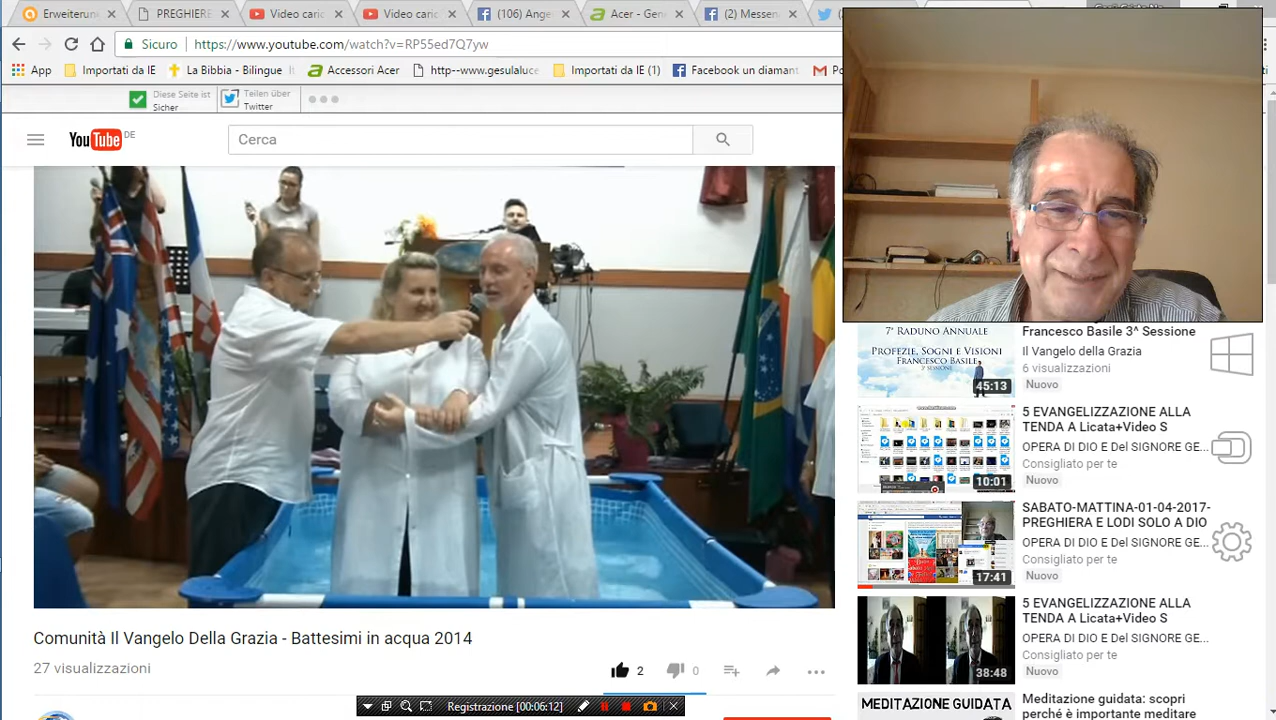 Erweiterun
PREGHIERE
Video caric
Video
(106) Ange
Acer - Gen
(2) Messen
Sicuro
https://www.youtube.com/watch?v=RP55ed7Q7yw
App
Importati da IE
La Bibbia - Bilingue
Accessori Acer
http--www.gesulaluce
Importati da IE (1)
Facebook un diamant
Diese Seite ist
Sicher
Teilen über
Twitter
YouTube DE
Cerca
7° RADUNO ANNUALE
PROFEZIE, SOGNI E VISIONI
FRANCESCO BASILE
3ª SESSIONE
45:13
Francesco Basile 3^ Sessione
Il Vangelo della Grazia
6 visualizzazioni
Nuovo
10:01
5 EVANGELIZZAZIONE ALLA
TENDA A Licata+Video S
OPERA DI DIO E Del SIGNORE GE...
Consigliato per te
Nuovo
17:41
SABATO-MATTINA-01-04-2017-
PREGHIERA E LODI SOLO A DIO
OPERA DI DIO E Del SIGNORE GE...
Consigliato per te
Nuovo
38:48
5 EVANGELIZZAZIONE ALLA
TENDA A Licata+Video S
OPERA DI DIO E Del SIGNORE GE...
Consigliato per te
Nuovo
MEDITAZIONE GUIDATA
Meditazione guidata: scopri
perché è importante meditare
Comunità Il Vangelo Della Grazia - Battesimi in acqua 2014
27 visualizzazioni
2
0
Registrazione [00:06:12]